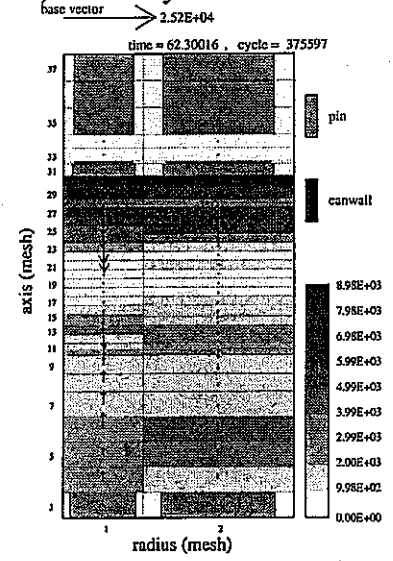 base vector
2.52E+04
time = 62.30016 , cycle = 375597
37
35
33
31
29
27
25
23
21
19
17
15
13
11
9
7
5
3
axis (mesh)
1
2
radius (mesh)
pin
canwall
8.98E+03
7.98E+03
6.98E+03
5.99E+03
4.99E+03
3.99E+03
2.99E+03
2.00E+03
9.98E+02
0.00E+00